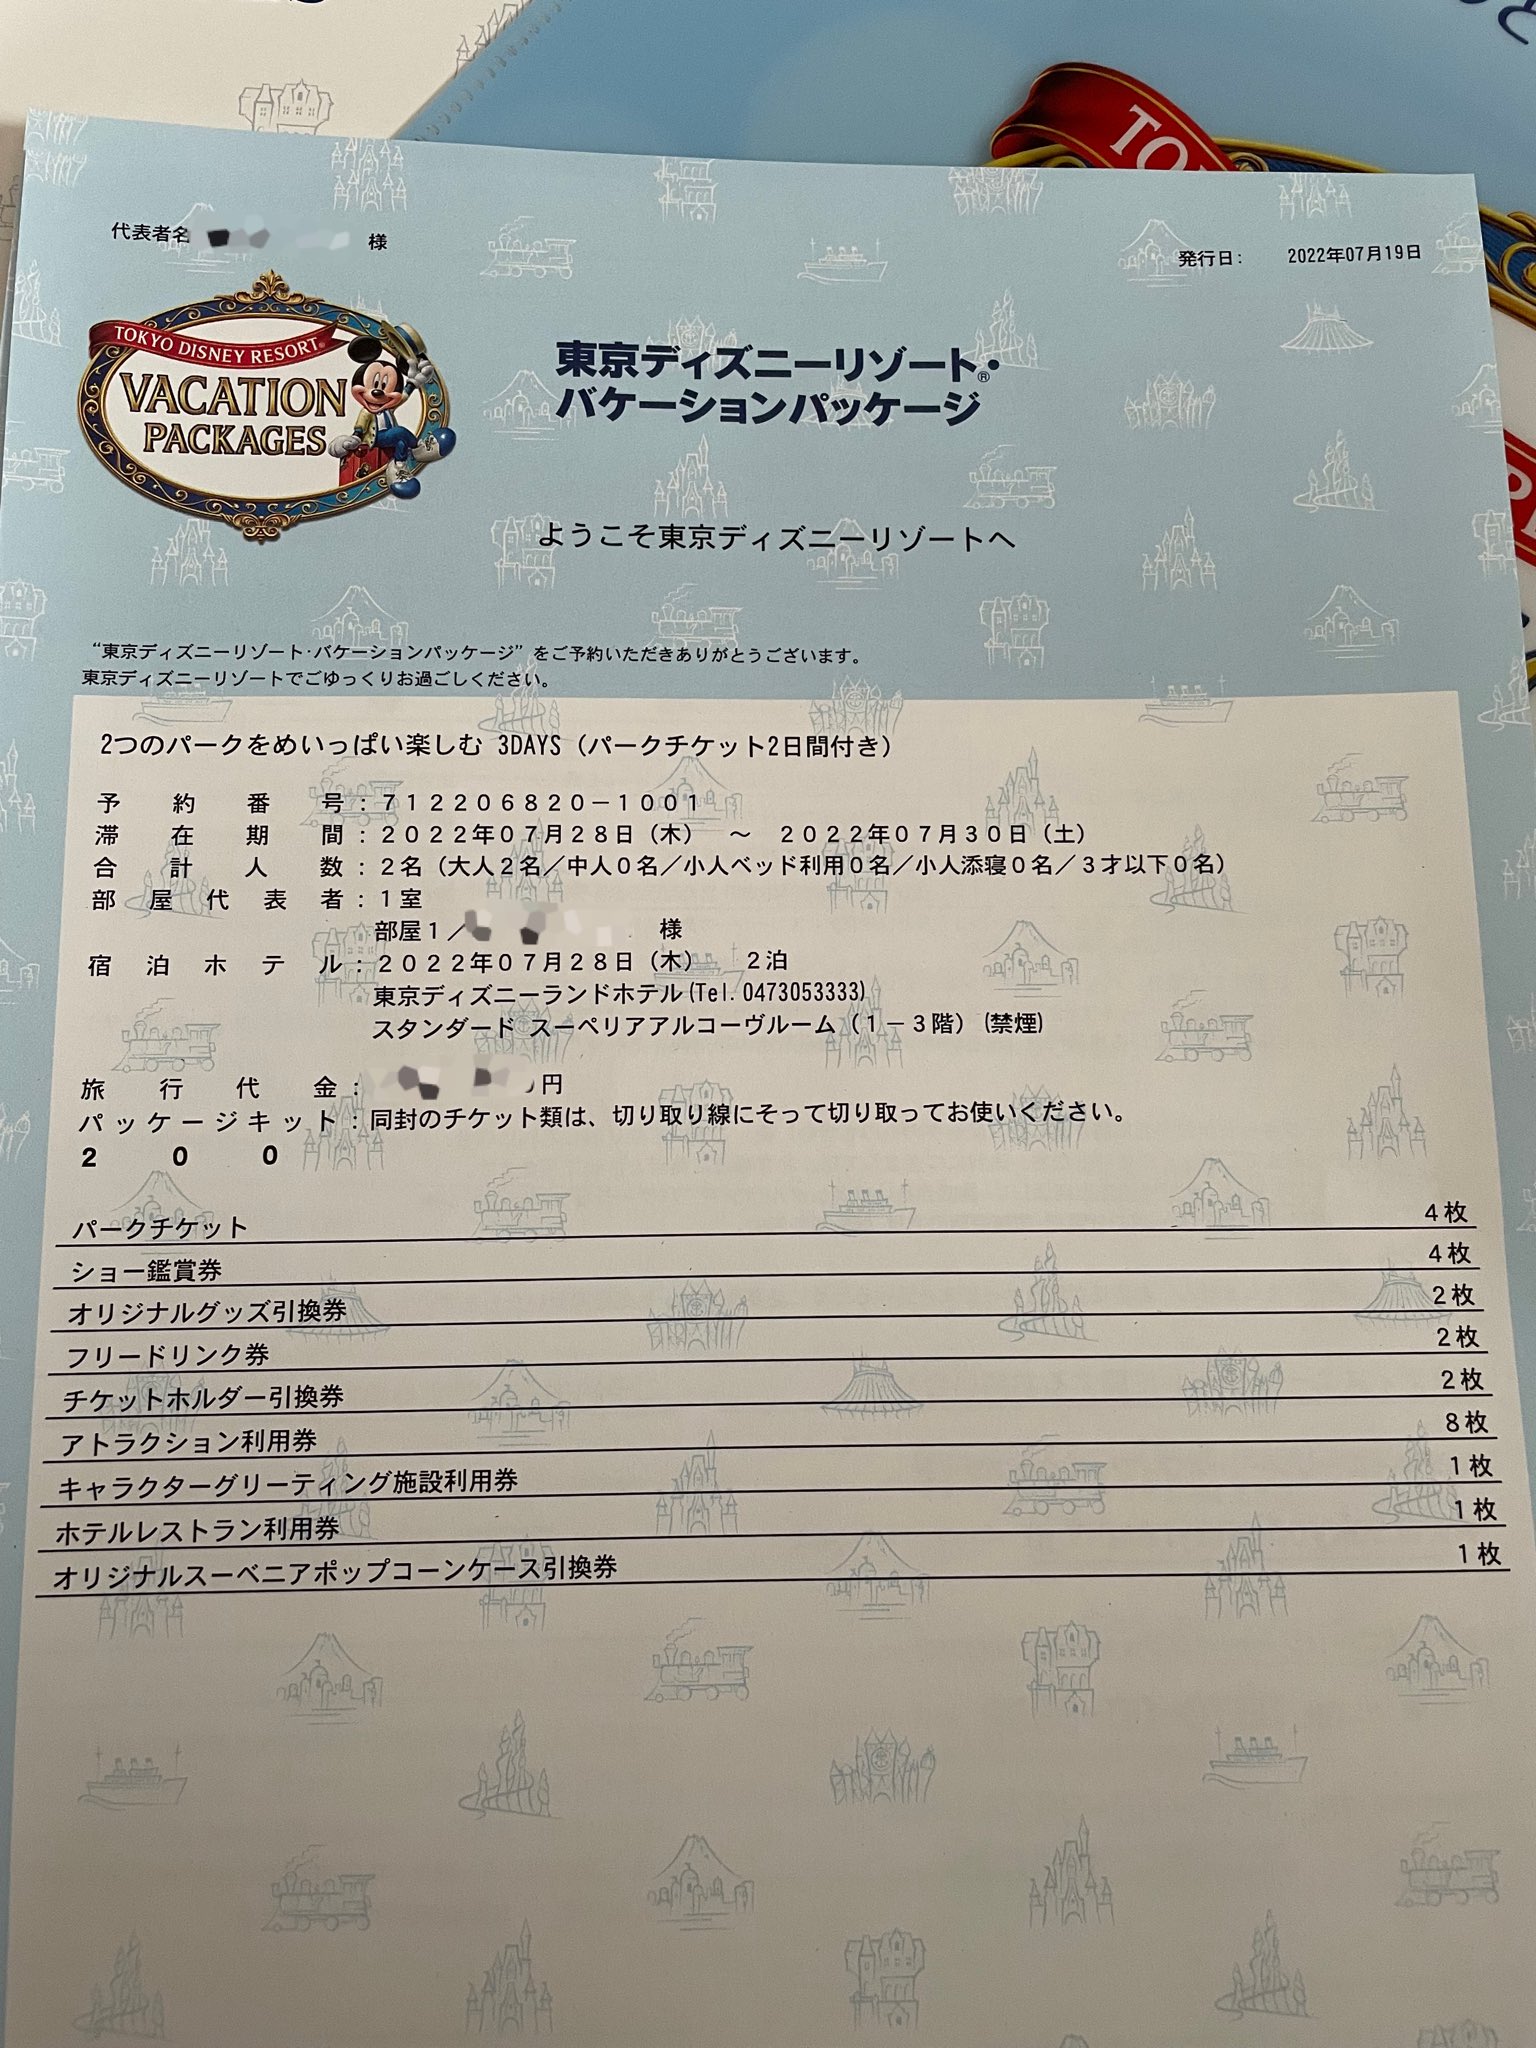 TO
代表者名 様
発行日: 2022年07月19日
TOKYO DISNEY RESORT®
VACATION
PACKAGES
東京ディズニーリゾート®・
バケーションパッケージ
ようこそ東京ディズニーリゾートへ
“東京ディズニーリゾート・バケーションパッケージ”をご予約いただきありがとうございます。
東京ディズニーリゾートでごゆっくりお過ごしください。
2つのパークをめいっぱい楽しむ 3DAYS（パークチケット2日間付き）
予約番号：７１２２０６８２０－１００１
滞在期間：２０２２年０７月２８日（木） ～ ２０２２年０７月３０日（土）
合計人数：２名（大人２名／中人０名／小人ベッド利用０名／小人添寝０名／３才以下０名）
部屋代表者：１室
部屋１／ 様
宿泊ホテル：２０２２年０７月２８日（木） ２泊
東京ディズニーランドホテル(Tel.0473053333)
スタンダード スーペリアアルコーヴルーム（１－３階）(禁煙)
旅行代金： 円
パッケージキット：同封のチケット類は、切り取り線にそって切り取ってお使いください。
２００
パークチケット ４枚
ショー鑑賞券 ４枚
オリジナルグッズ引換券 ２枚
フリードリンク券 ２枚
チケットホルダー引換券 ２枚
アトラクション利用券 ８枚
キャラクターグリーティング施設利用券 １枚
ホテルレストラン利用券 １枚
オリジナルスーベニアポップコーンケース引換券 １枚